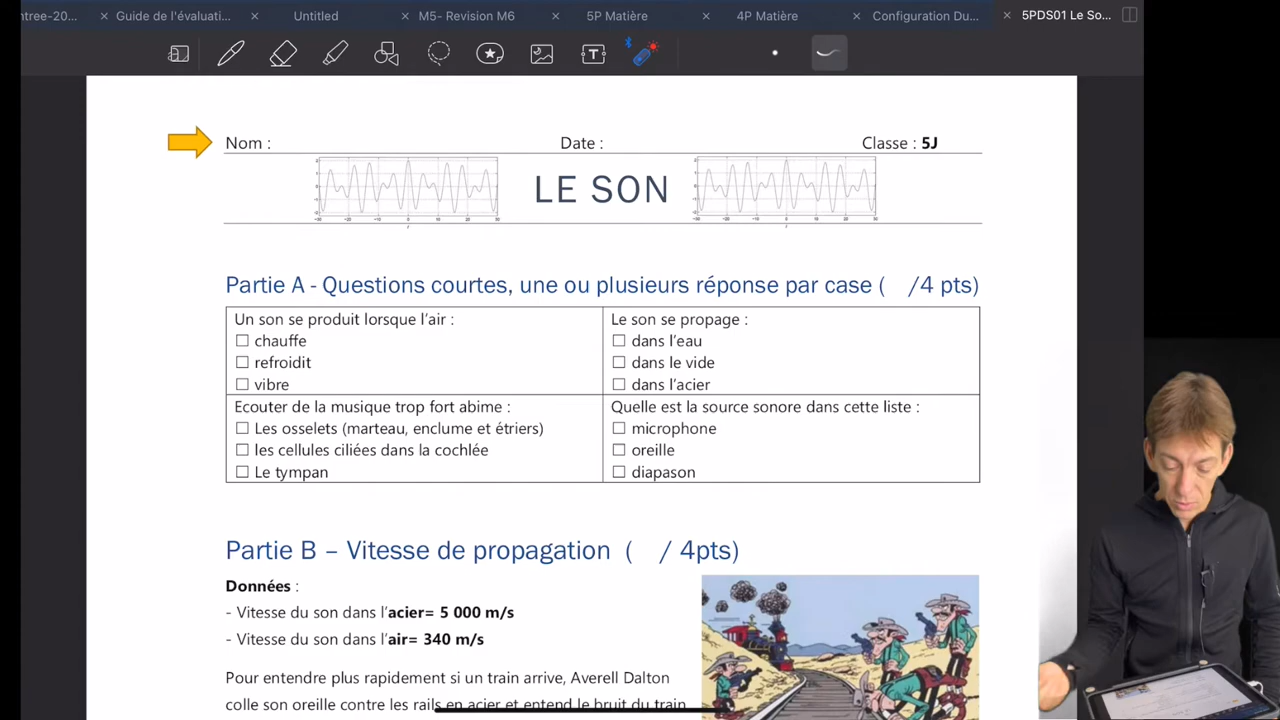 ntree-20...
Guide de l'évaluati...
Untitled
M5- Revision M6
5P Matière
4P Matière
Configuration Du...
5PDS01 Le So...
Nom :
Date :
Classe : 5J
LE SON
Partie A - Questions courtes, une ou plusieurs réponse par case ( /4 pts)
Un son se produit lorsque l'air :
☐ chauffe
☐ refroidit
☐ vibre
Le son se propage :
☐ dans l'eau
☐ dans le vide
☐ dans l'acier
Ecouter de la musique trop fort abime :
☐ Les osselets (marteau, enclume et étriers)
☐ les cellules ciliées dans la cochlée
☐ Le tympan
Quelle est la source sonore dans cette liste :
☐ microphone
☐ oreille
☐ diapason
Partie B – Vitesse de propagation ( / 4pts)
Données :
- Vitesse du son dans l'acier= 5 000 m/s
- Vitesse du son dans l'air= 340 m/s
Pour entendre plus rapidement si un train arrive, Averell Dalton
colle son oreille contre les rails en acier et entend le bruit du train